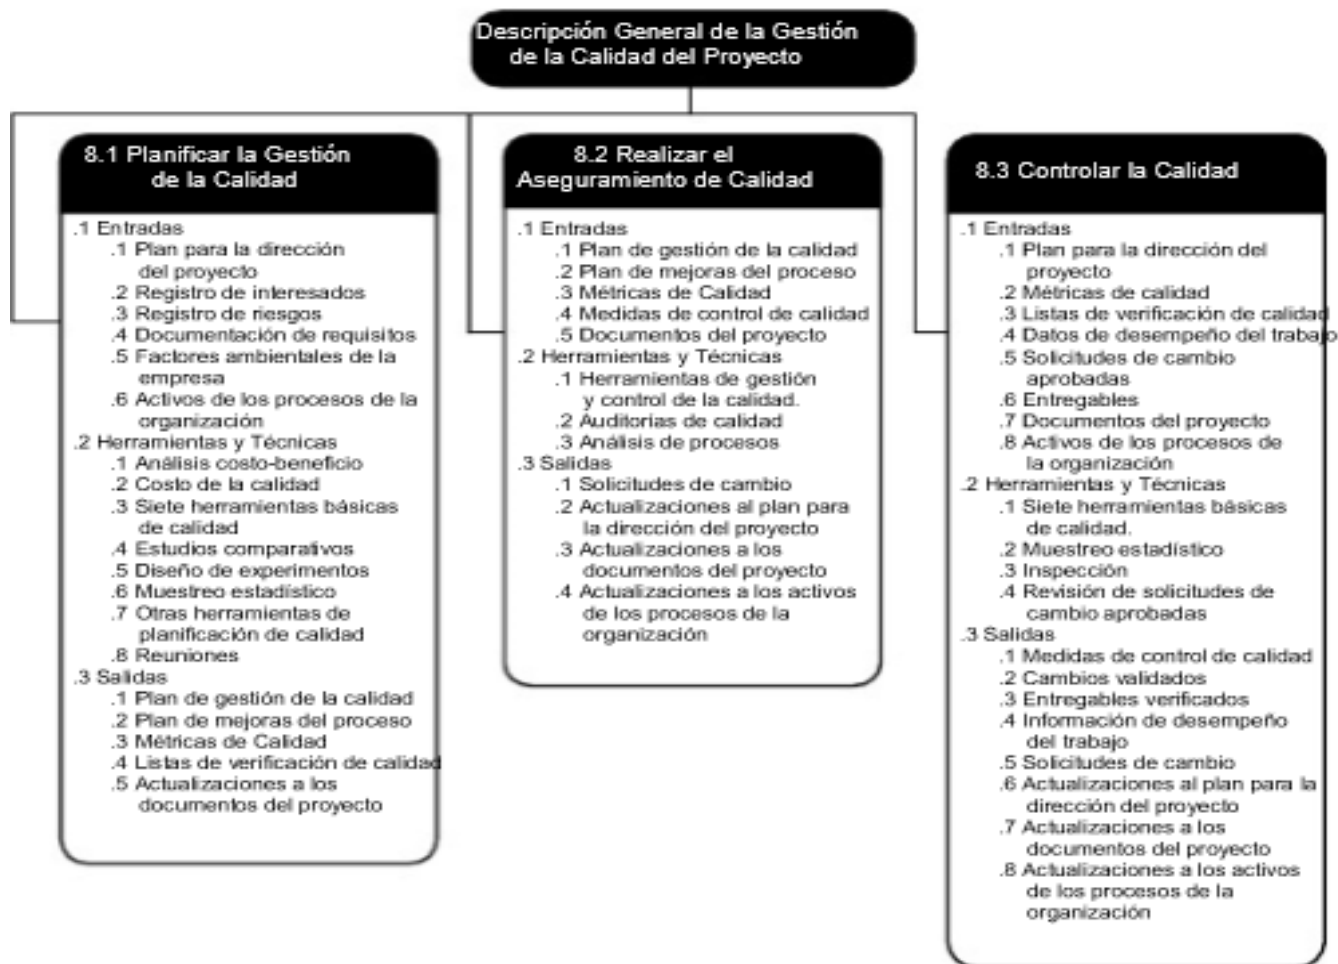 Descripción General de la Gestión
de la Calidad del Proyecto
8.1 Planificar la Gestión
de la Calidad
.1 Entradas
.1 Plan para la dirección
del proyecto
.2 Registro de interesados
.3 Registro de riesgos
.4 Documentación de requisitos
.5 Factores ambientales de la
empresa
.6 Activos de los procesos de la
organización
.2 Herramientas y Técnicas
.1 Análisis costo-beneficio
.2 Costo de la calidad
.3 Siete herramientas básicas
de calidad
.4 Estudios comparativos
.5 Diseño de experimentos
.6 Muestreo estadístico
.7 Otras herramientas de
planificación de calidad
.8 Reuniones
.3 Salidas
.1 Plan de gestión de la calidad
.2 Plan de mejoras del proceso
.3 Métricas de Calidad
.4 Listas de verificación de calidad
.5 Actualizaciones a los
documentos del proyecto
8.2 Realizar el
Aseguramiento de Calidad
.1 Entradas
.1 Plan de gestión de la calidad
.2 Plan de mejoras del proceso
.3 Métricas de Calidad
.4 Medidas de control de calidad
.5 Documentos del proyecto
.2 Herramientas y Técnicas
.1 Herramientas de gestión
y control de la calidad.
.2 Auditorías de calidad
.3 Análisis de procesos
.3 Salidas
.1 Solicitudes de cambio
.2 Actualizaciones al plan para
la dirección del proyecto
.3 Actualizaciones a los
documentos del proyecto
.4 Actualizaciones a los activos
de los procesos de la
organización
8.3 Controlar la Calidad
.1 Entradas
.1 Plan para la dirección del
proyecto
.2 Métricas de calidad
.3 Listas de verificación de calidad
.4 Datos de desempeño del trabajo
.5 Solicitudes de cambio
aprobadas
.6 Entregables
.7 Documentos del proyecto
.8 Activos de los procesos de
la organización
.2 Herramientas y Técnicas
.1 Siete herramientas básicas
de calidad.
.2 Muestreo estadístico
.3 Inspección
.4 Revisión de solicitudes de
cambio aprobadas
.3 Salidas
.1 Medidas de control de calidad
.2 Cambios validados
.3 Entregables verificados
.4 Información de desempeño
del trabajo
.5 Solicitudes de cambio
.6 Actualizaciones al plan para la
dirección del proyecto
.7 Actualizaciones a los
documentos del proyecto
.8 Actualizaciones a los activos
de los procesos de la
organización